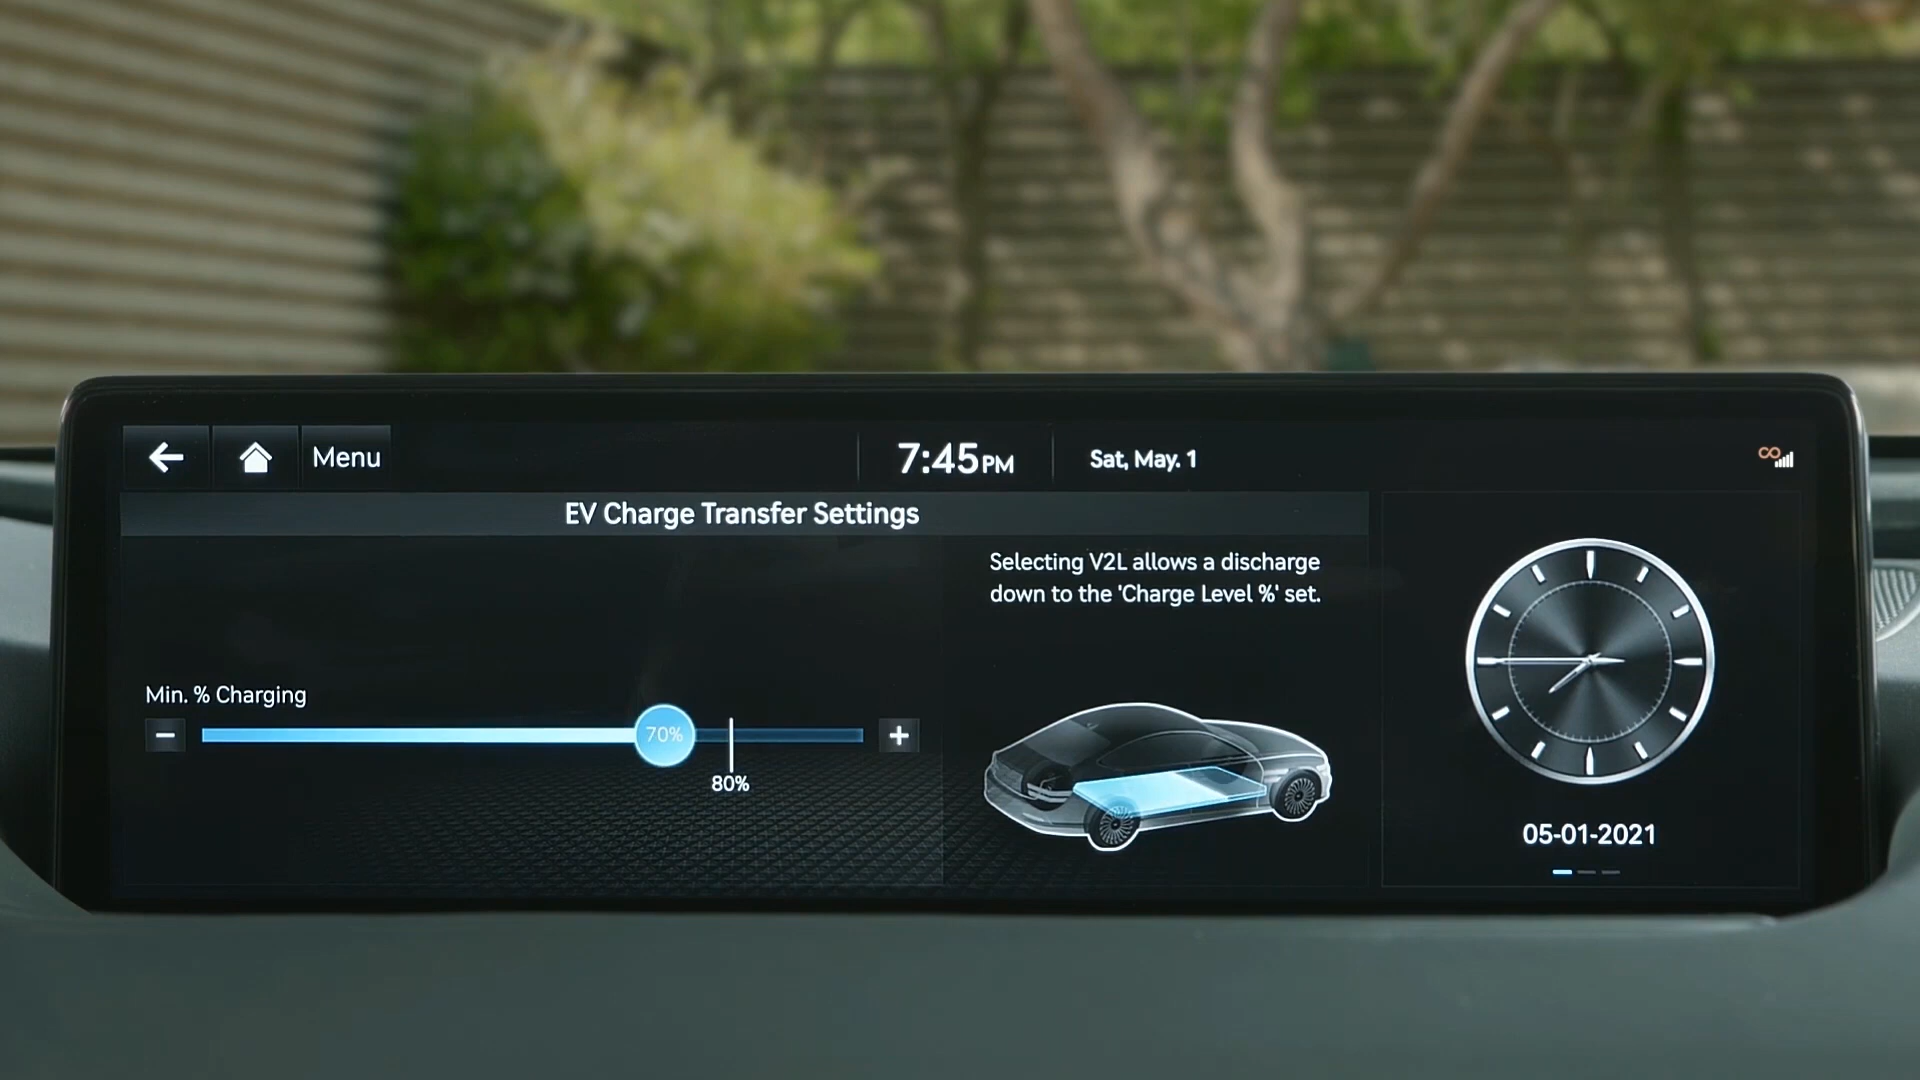 Menu
7:45PM
Sat, May. 1
EV Charge Transfer Settings
Selecting V2L allows a discharge
down to the 'Charge Level %' set.
Min. % Charging
−
70%
+
80%
05-01-2021